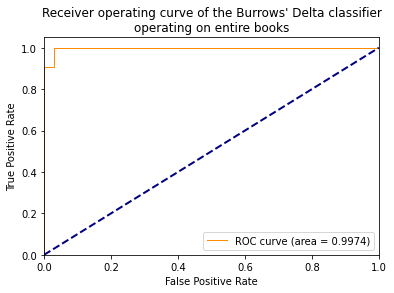 Receiver operating curve of the Burrows' Delta classifier
operating on entire books
1.0
0.8
0.6
0.4
0.2
0.0
True Positive Rate
ROC curve (area = 0.9974)
0.0 0.2 0.4 0.6 0.8 1.0
False Positive Rate